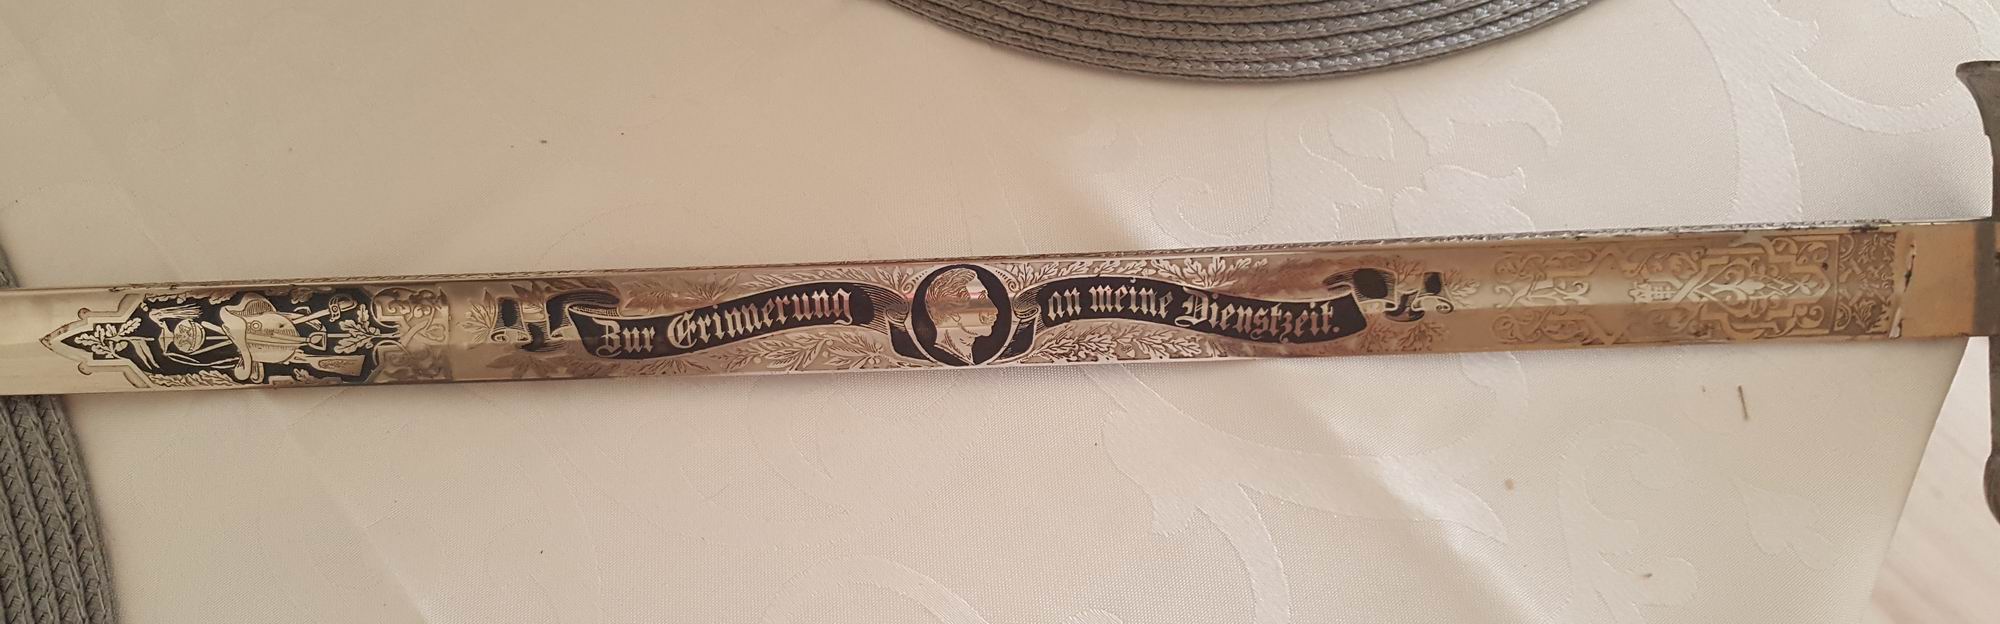 Zur Erinnerung an meine Dienstzeit.